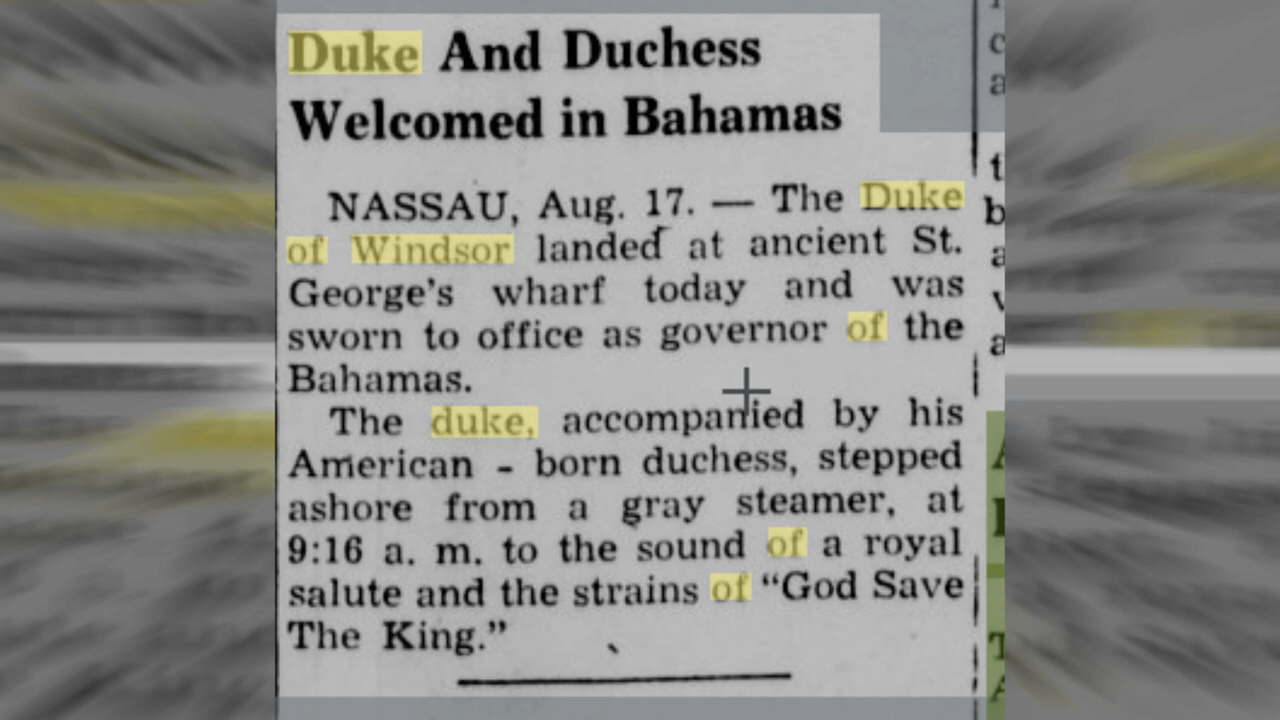 Duke And Duchess
Welcomed in Bahamas
NASSAU, Aug. 17. — The Duke
of Windsor landed at ancient St.
George's wharf today and was
sworn to office as governor of the
Bahamas.
The duke, accompanied by his
American - born duchess, stepped
ashore from a gray steamer, at
9:16 a. m. to the sound of a royal
salute and the strains of "God Save
The King."